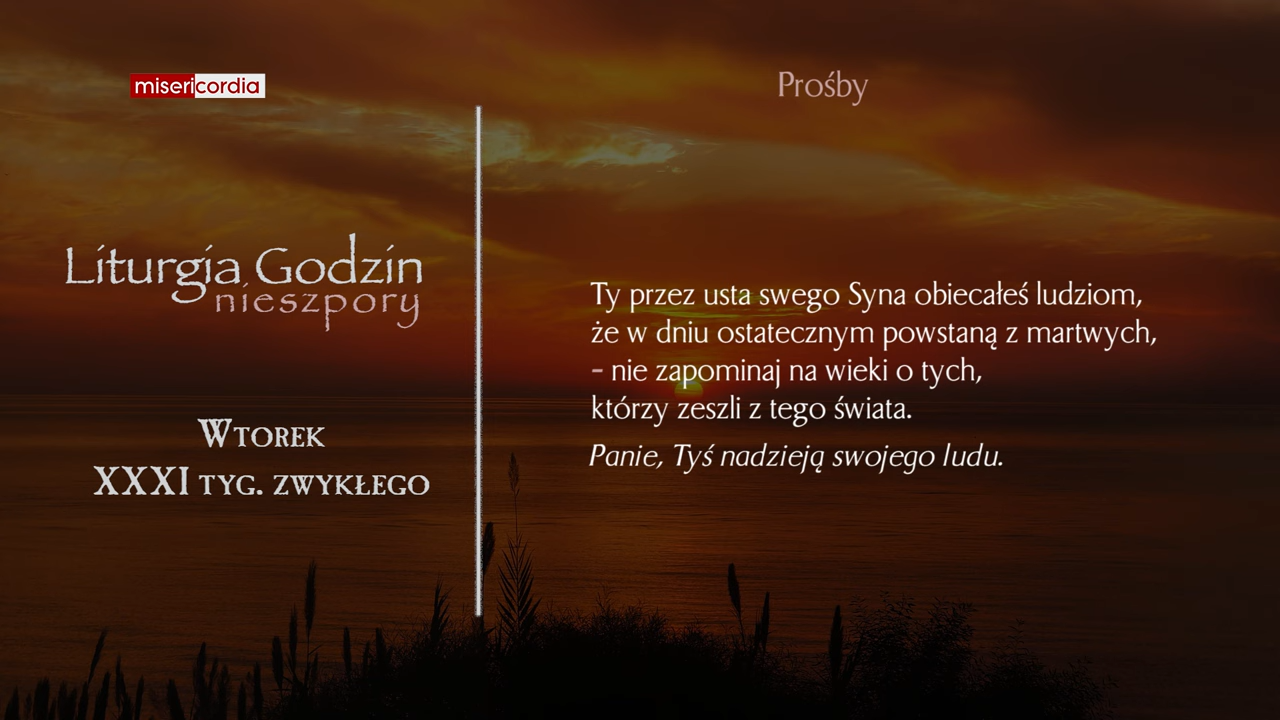 misericordia
Liturgia Godzin
nieszpory
Wtorek
XXXI tyg. zwykłego
Prośby
Ty przez usta swego Syna obiecałeś ludziom,
że w dniu ostatecznym powstaną z martwych,
- nie zapominaj na wieki o tych,
którzy zeszli z tego świata.
Panie, Tyś nadzieją swojego ludu.